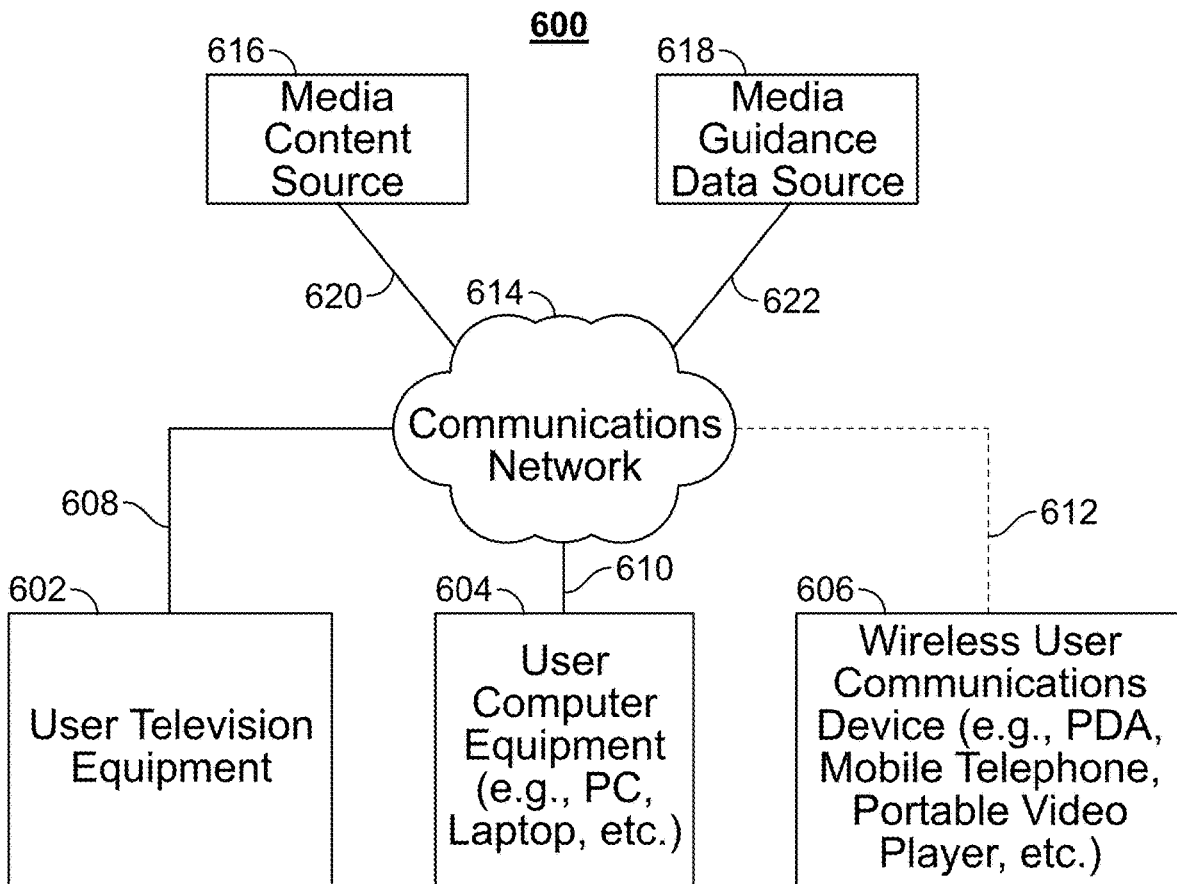 600
616
Media
Content
Source
618
Media
Guidance
Data Source
620
622
614
Communications
Network
608
610
612
602
User Television
Equipment
604
User
Computer
Equipment
(e.g., PC,
Laptop, etc.)
606
Wireless User
Communications
Device (e.g., PDA,
Mobile Telephone,
Portable Video
Player, etc.)